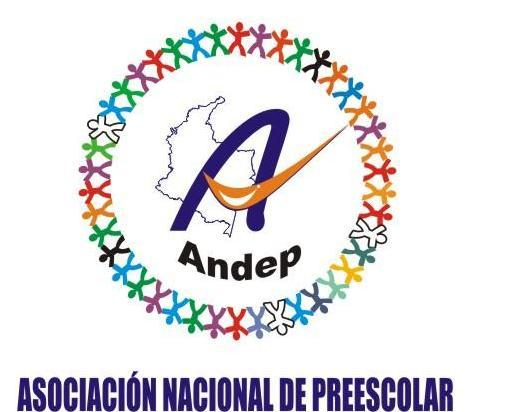 A
Andep
ASOCIACIÓN NACIONAL DE PREESCOLAR